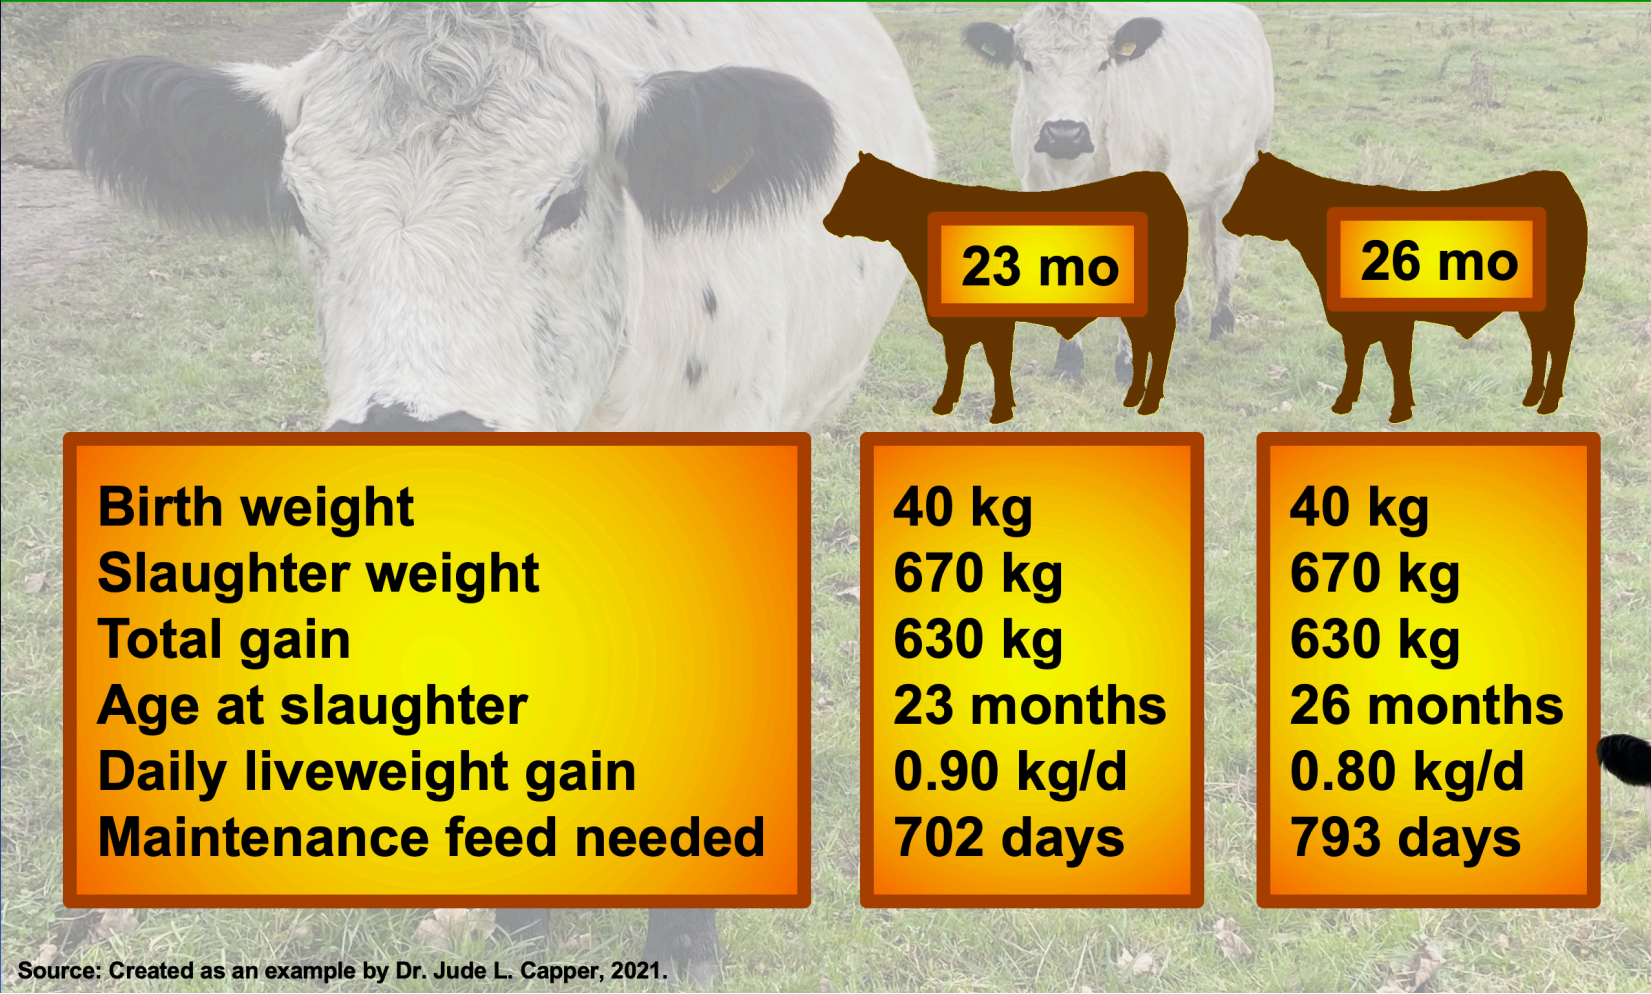 23 mo
26 mo
Birth weight 40 kg 40 kg
Slaughter weight 670 kg 670 kg
Total gain 630 kg 630 kg
Age at slaughter 23 months 26 months
Daily liveweight gain 0.90 kg/d 0.80 kg/d
Maintenance feed needed 702 days 793 days
Source: Created as an example by Dr. Jude L. Capper, 2021.